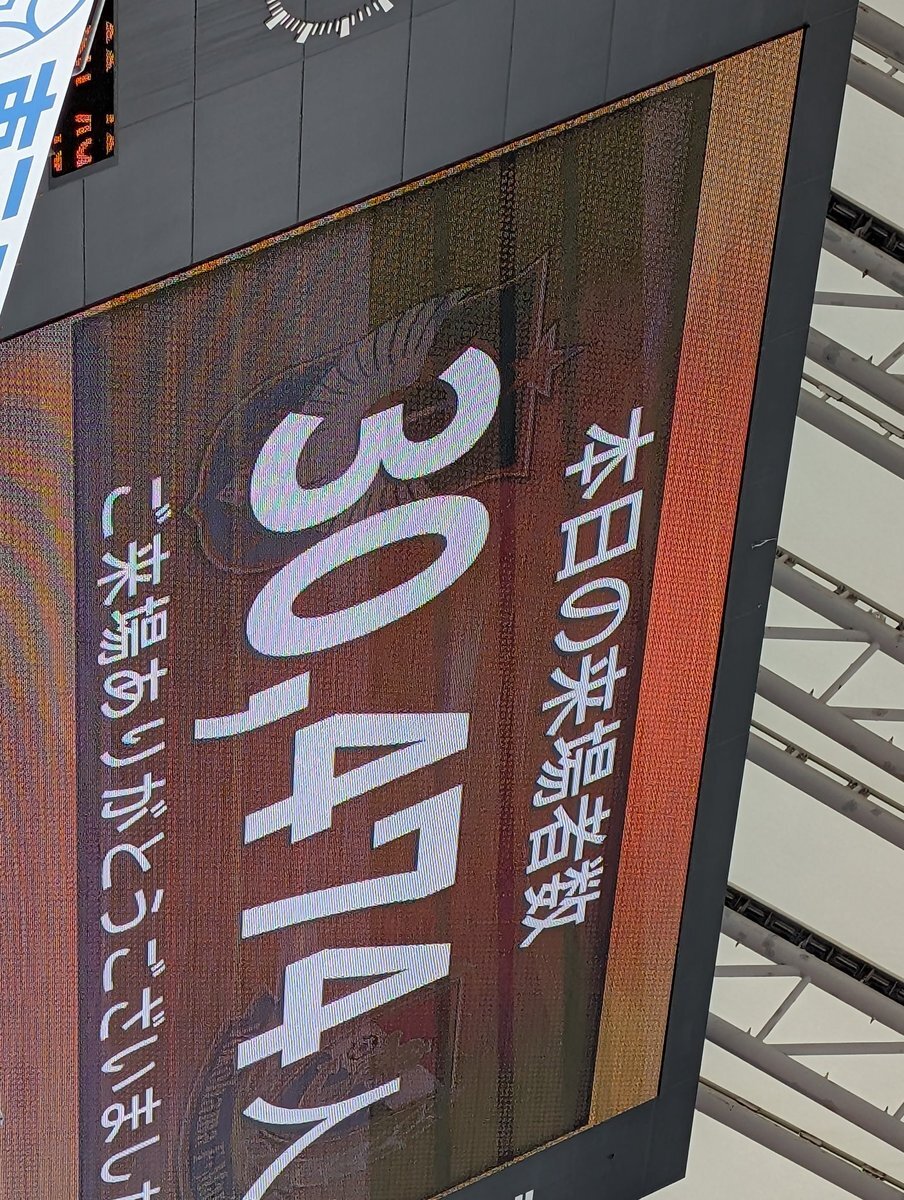 本日の来場者数
30,474人
ご来場ありがとうございました